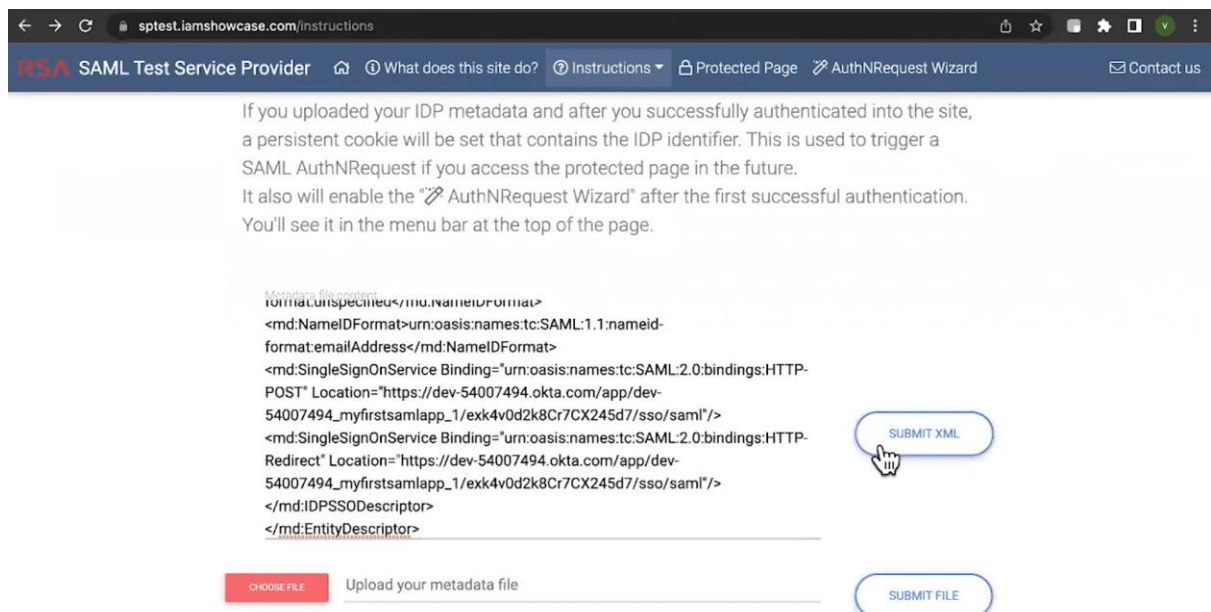 sptest.iamshowcase.com/instructions
V
RSA SAML Test Service Provider What does this site do? Instructions Protected Page AuthNRequest Wizard Contact us
If you uploaded your IDP metadata and after you successfully authenticated into the site,
a persistent cookie will be set that contains the IDP identifier. This is used to trigger a
SAML AuthNRequest if you access the protected page in the future.
It also will enable the "AuthNRequest Wizard" after the first successful authentication.
You'll see it in the menu bar at the top of the page.
Metadata file content
format:unspecified</md:NameIDFormat>
<md:NameIDFormat>urn:oasis:names:tc:SAML:1.1:nameid-
format:emailAddress</md:NameIDFormat>
<md:SingleSignOnService Binding="urn:oasis:names:tc:SAML:2.0:bindings:HTTP-
POST" Location="https://dev-54007494.okta.com/app/dev-
54007494_myfirstsamlapp_1/exk4v0d2k8Cr7CX245d7/sso/saml"/>
<md:SingleSignOnService Binding="urn:oasis:names:tc:SAML:2.0:bindings:HTTP-
Redirect" Location="https://dev-54007494.okta.com/app/dev-
54007494_myfirstsamlapp_1/exk4v0d2k8Cr7CX245d7/sso/saml"/>
</md:IDPSSODescriptor>
</md:EntityDescriptor>
SUBMIT XML
CHOOSE FILE Upload your metadata file
SUBMIT FILE